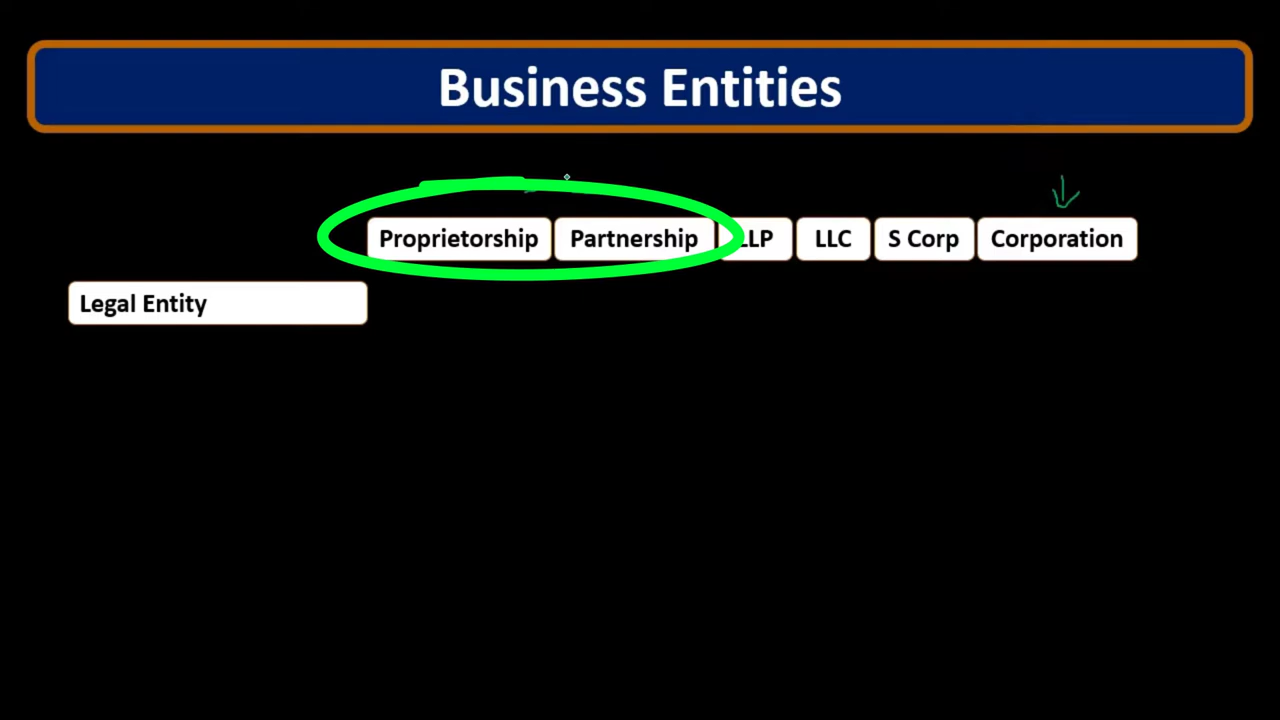 Business Entities
Proprietorship Partnership LLP LLC S Corp Corporation
Legal Entity